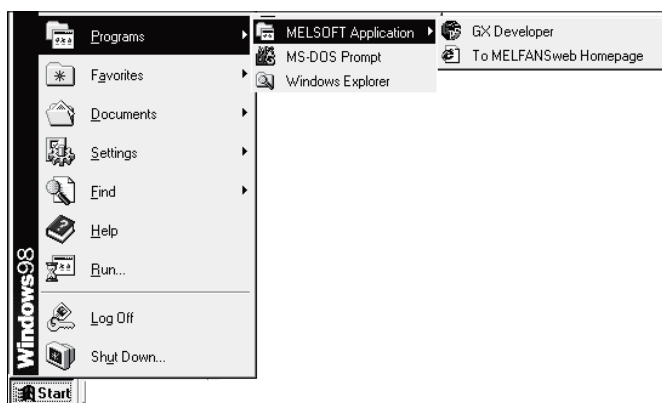 Programs
MELSOFT Application
GX Developer
MS-DOS Prompt
To MELFANSweb Homepage
Favorites
Windows Explorer
Documents
Settings
Find
Help
Run...
Log Off
Shut Down...
Windows98
Start